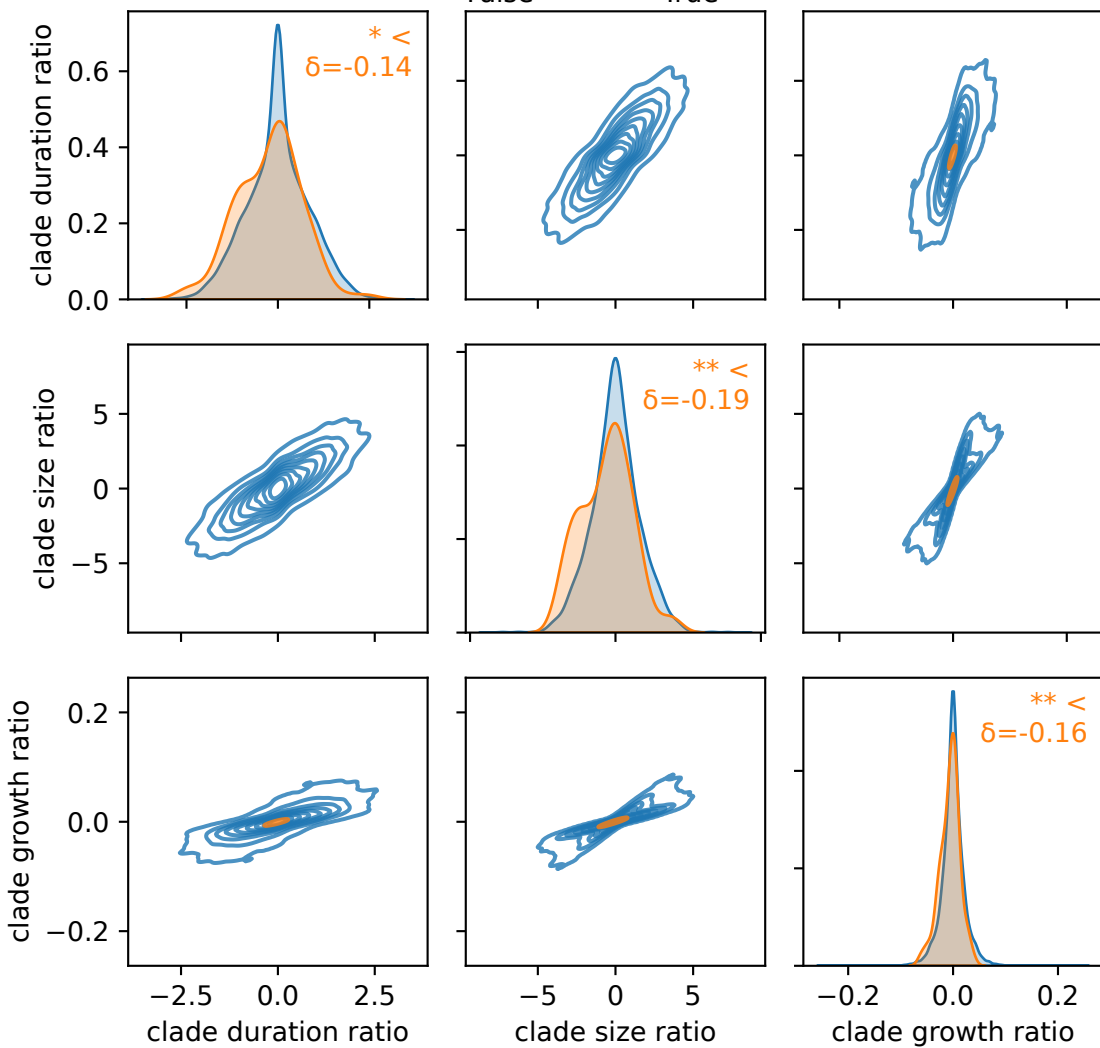 * <
δ=-0.14
clade duration ratio
0.6
0.4
0.2
0.0
** <
δ=-0.19
clade size ratio
5
0
−5
** <
δ=-0.16
clade growth ratio
0.2
0.0
−0.2
−2.5 0.0 2.5 −5 0 5 −0.2 0.0 0.2
clade duration ratio clade size ratio clade growth ratio